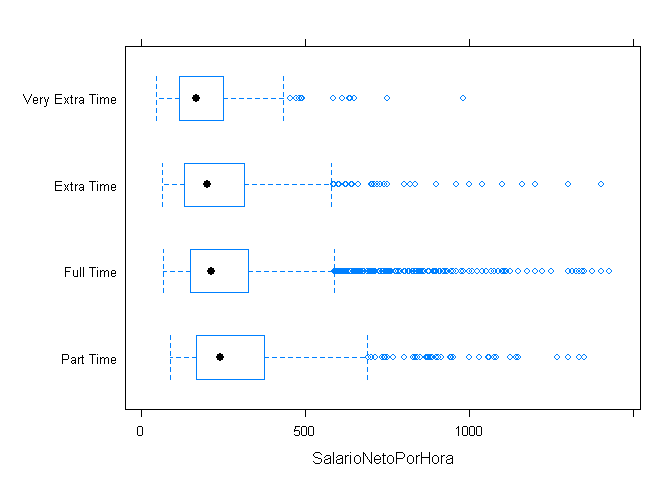 Very Extra Time
Extra Time
Full Time
Part Time
0 500 1000
SalarioNetoPorHora